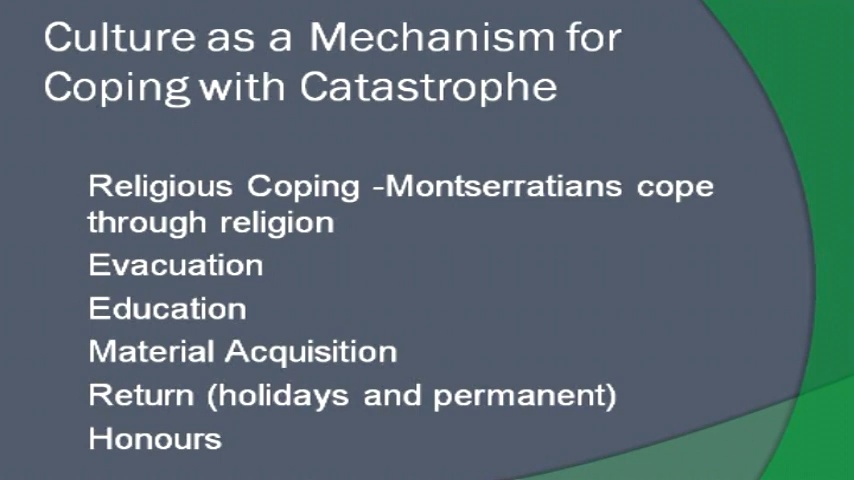 Culture as a Mechanism for
Coping with Catastrophe
Religious Coping -Montserratians cope
through religion
Evacuation
Education
Material Acquisition
Return (holidays and permanent)
Honours